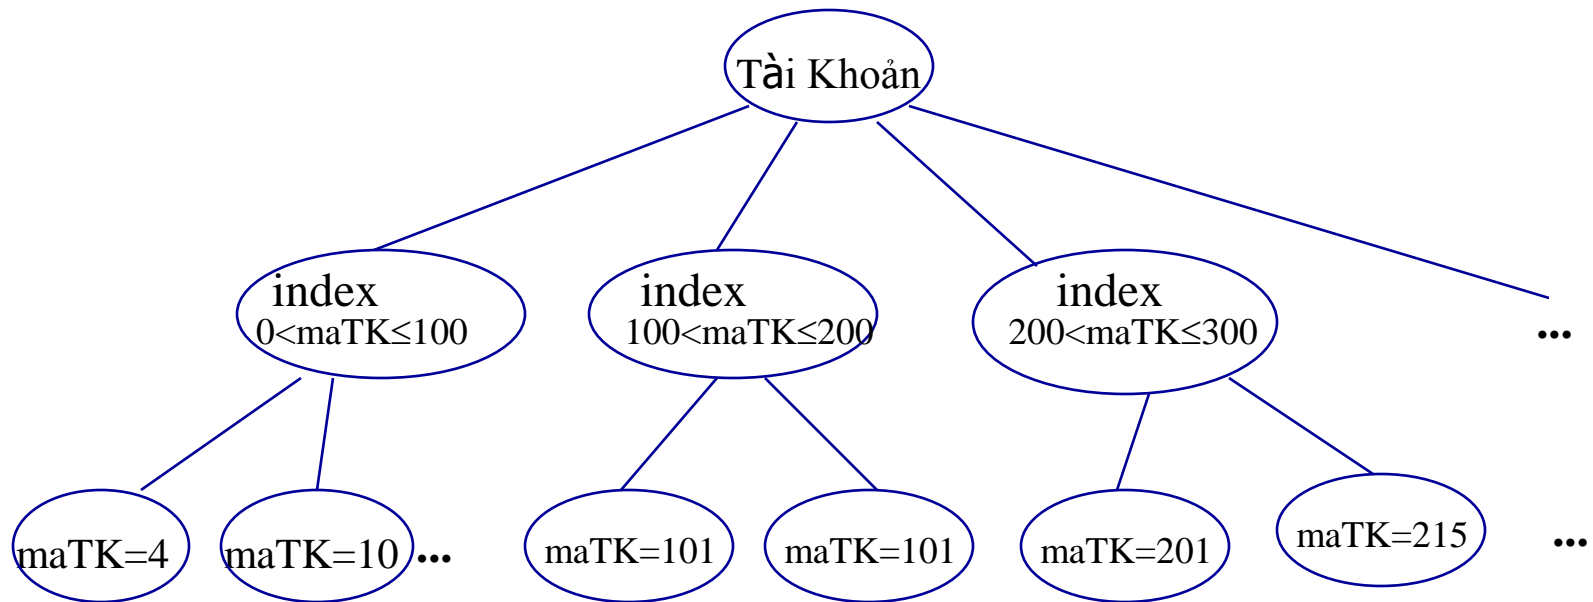 Tài Khoản
index
0<maTK≤100
index
100<maTK≤200
index
200<maTK≤300
...
maTK=4
maTK=10 ...
maTK=101
maTK=101
maTK=201
maTK=215
...